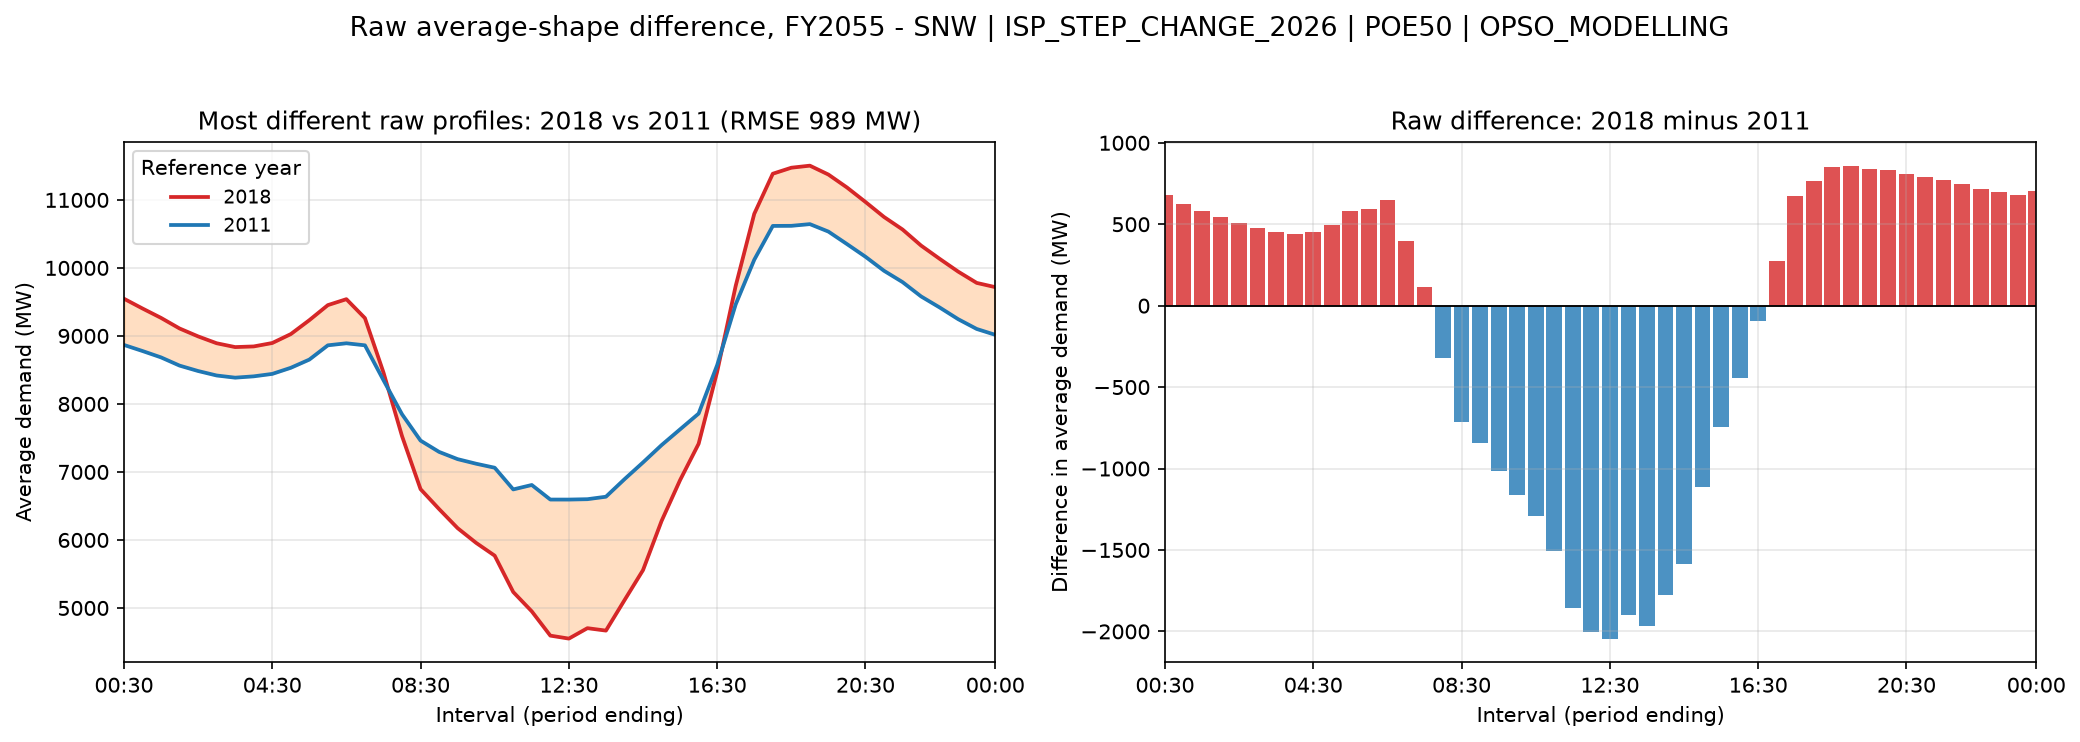 Raw average-shape difference, FY2055 - SNW | ISP_STEP_CHANGE_2026 | POE50 | OPSO_MODELLING
Most different raw profiles: 2018 vs 2011 (RMSE 989 MW)
Reference year
2018
2011
Average demand (MW)
11000
10000
9000
8000
7000
6000
5000
00:30 04:30 08:30 12:30 16:30 20:30 00:00
Interval (period ending)
Raw difference: 2018 minus 2011
Difference in average demand (MW)
1000
500
0
−500
−1000
−1500
−2000
00:30 04:30 08:30 12:30 16:30 20:30 00:00
Interval (period ending)